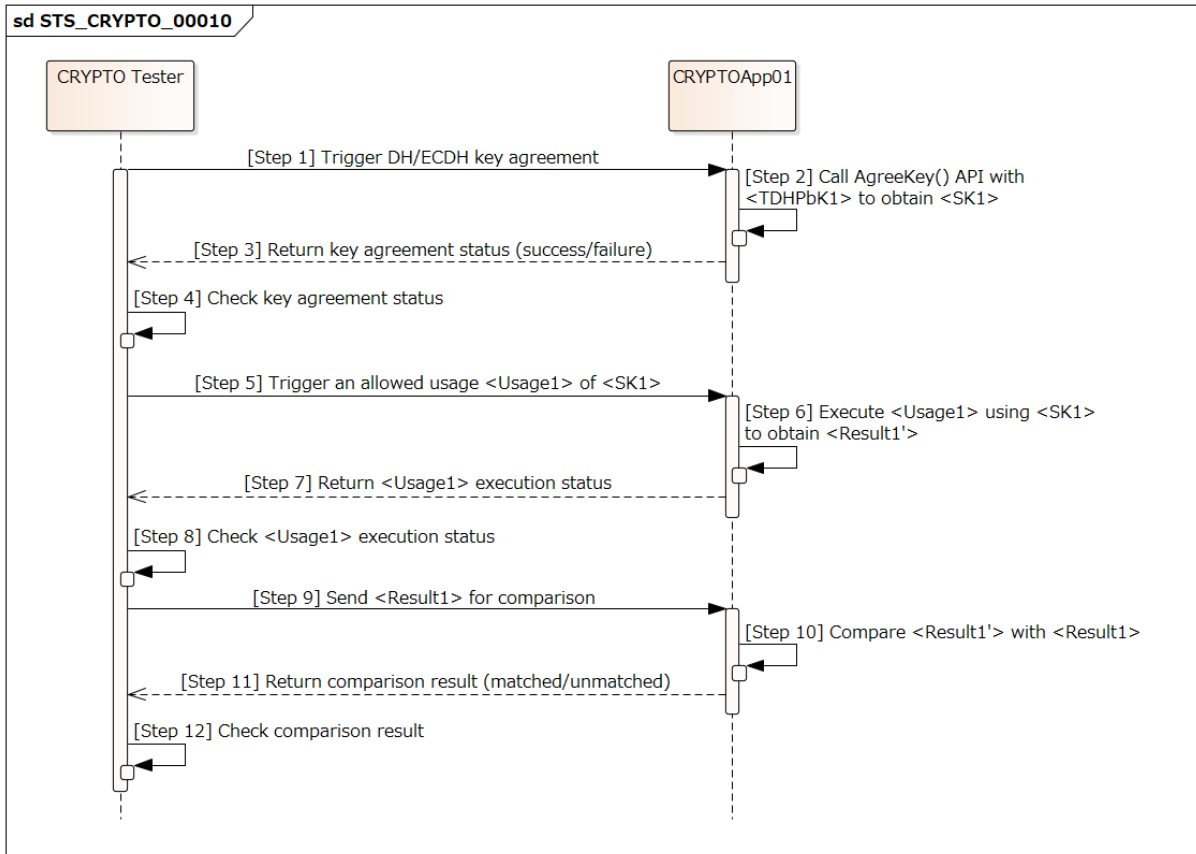 sd STS_CRYPTO_00010
CRYPTO Tester
CRYPTOApp01
[Step 1] Trigger DH/ECDH key agreement
[Step 2] Call AgreeKey() API with
<TDHPbK1> to obtain <SK1>
[Step 3] Return key agreement status (success/failure)
[Step 4] Check key agreement status
[Step 5] Trigger an allowed usage <Usage1> of <SK1>
[Step 6] Execute <Usage1> using <SK1>
to obtain <Result1'>
[Step 7] Return <Usage1> execution status
[Step 8] Check <Usage1> execution status
[Step 9] Send <Result1> for comparison
[Step 10] Compare <Result1'> with <Result1>
[Step 11] Return comparison result (matched/unmatched)
[Step 12] Check comparison result